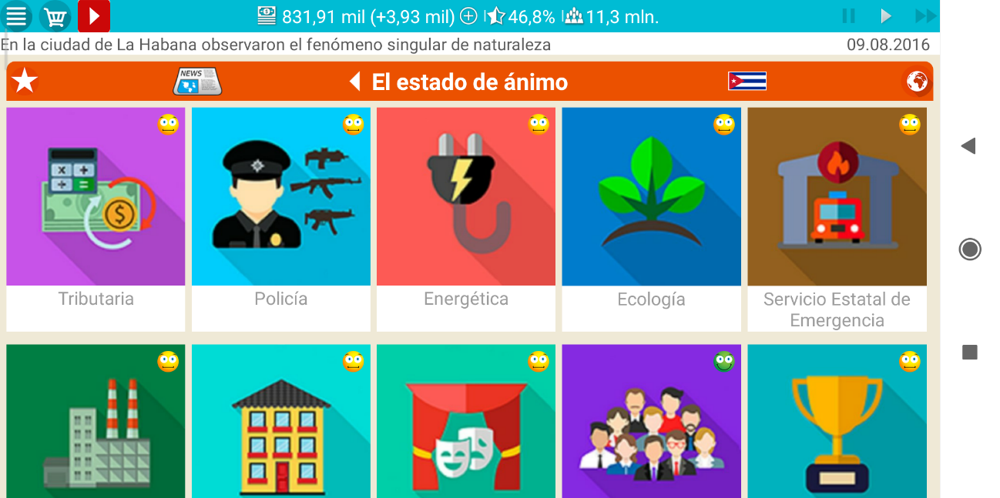 831,91 mil (+3,93 mil) 46,8% 11,3 mln.
En la ciudad de La Habana observaron el fenómeno singular de naturaleza 09.08.2016
NEWS El estado de ánimo
Tributaria Policía Energética Ecología Servicio Estatal de
Emergencia